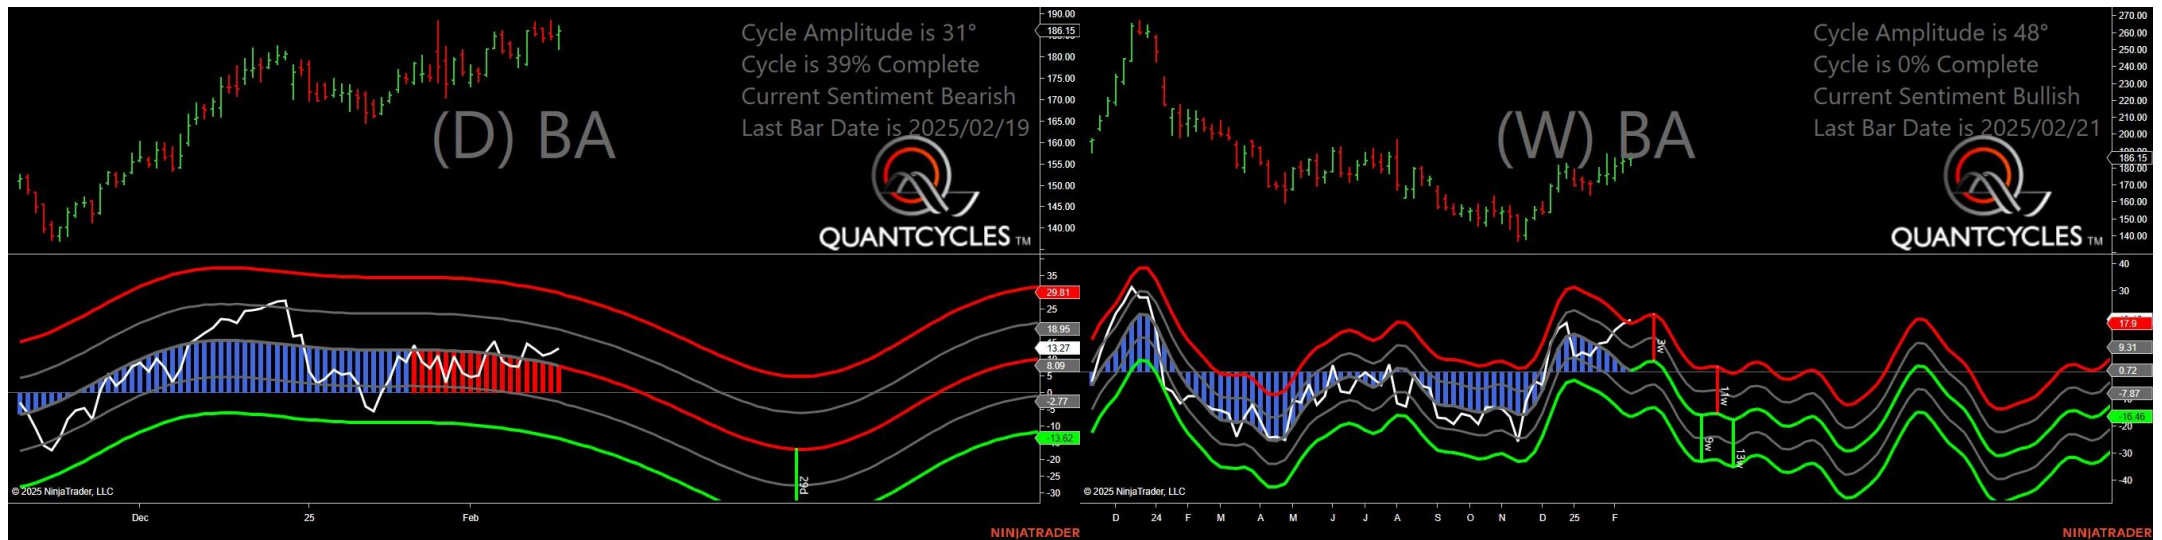 Cycle Amplitude is 31°
Cycle is 39% Complete
Current Sentiment Bearish
Last Bar Date is 2025/02/19
(D) BA
QUANTCYCLES TM
190.00
186.15
180.00
175.00
170.00
165.00
160.00
155.00
150.00
145.00
140.00
35
29.81
25
18.95
13.27
8.09
5
-2.77
-5
-10
-13.62
-20
-25
-30
29d
© 2025 NinjaTrader, LLC
Dec 25 Feb
NINJATRADER
Cycle Amplitude is 48°
Cycle is 0% Complete
Current Sentiment Bullish
Last Bar Date is 2025/02/21
(W) BA
QUANTCYCLES TM
270.00
260.00
250.00
240.00
230.00
220.00
210.00
200.00
186.15
180.00
170.00
160.00
150.00
140.00
40
30
17.9
9.31
0.72
-7.87
-16.46
-20
-30
-40
3w
11w
9w
13w
© 2025 NinjaTrader, LLC
D 24 F M A M J J A S O N D 25 F
NINJATRADER